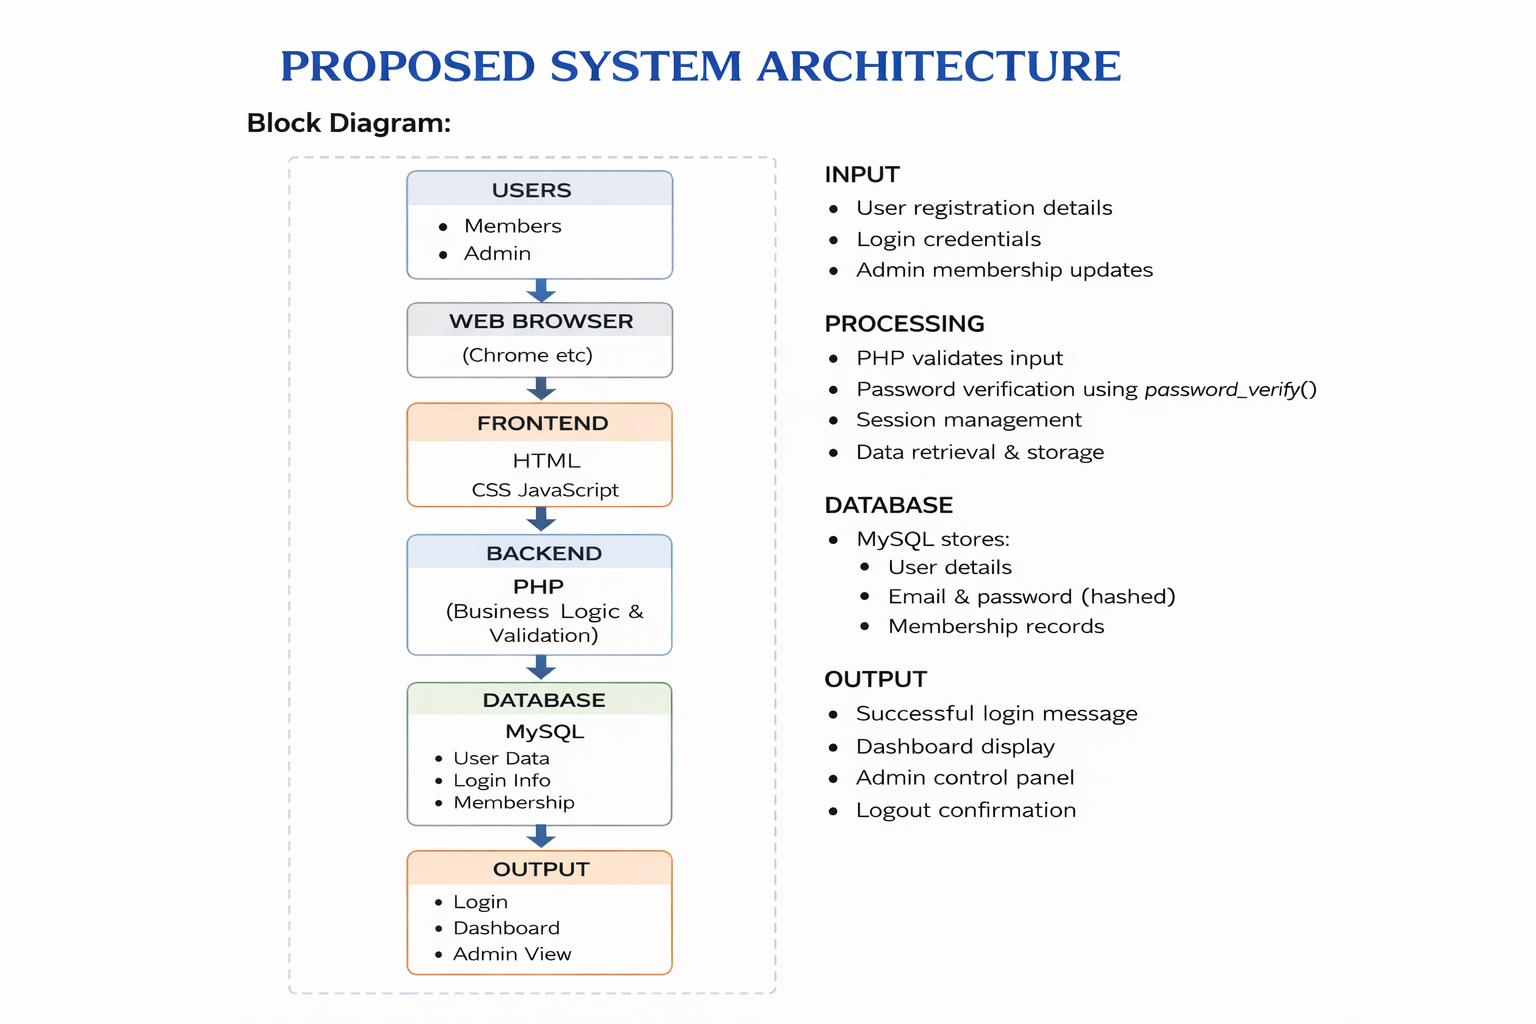 PROPOSED SYSTEM ARCHITECTURE
Block Diagram:
USERS
• Members
• Admin
WEB BROWSER
(Chrome etc)
FRONTEND
HTML
CSS JavaScript
BACKEND
PHP
(Business Logic &
Validation)
DATABASE
MySQL
• User Data
• Login Info
• Membership
OUTPUT
• Login
• Dashboard
• Admin View
INPUT
• User registration details
• Login credentials
• Admin membership updates
PROCESSING
• PHP validates input
• Password verification using password_verify()
• Session management
• Data retrieval & storage
DATABASE
• MySQL stores:
• User details
• Email & password (hashed)
• Membership records
OUTPUT
• Successful login message
• Dashboard display
• Admin control panel
• Logout confirmation